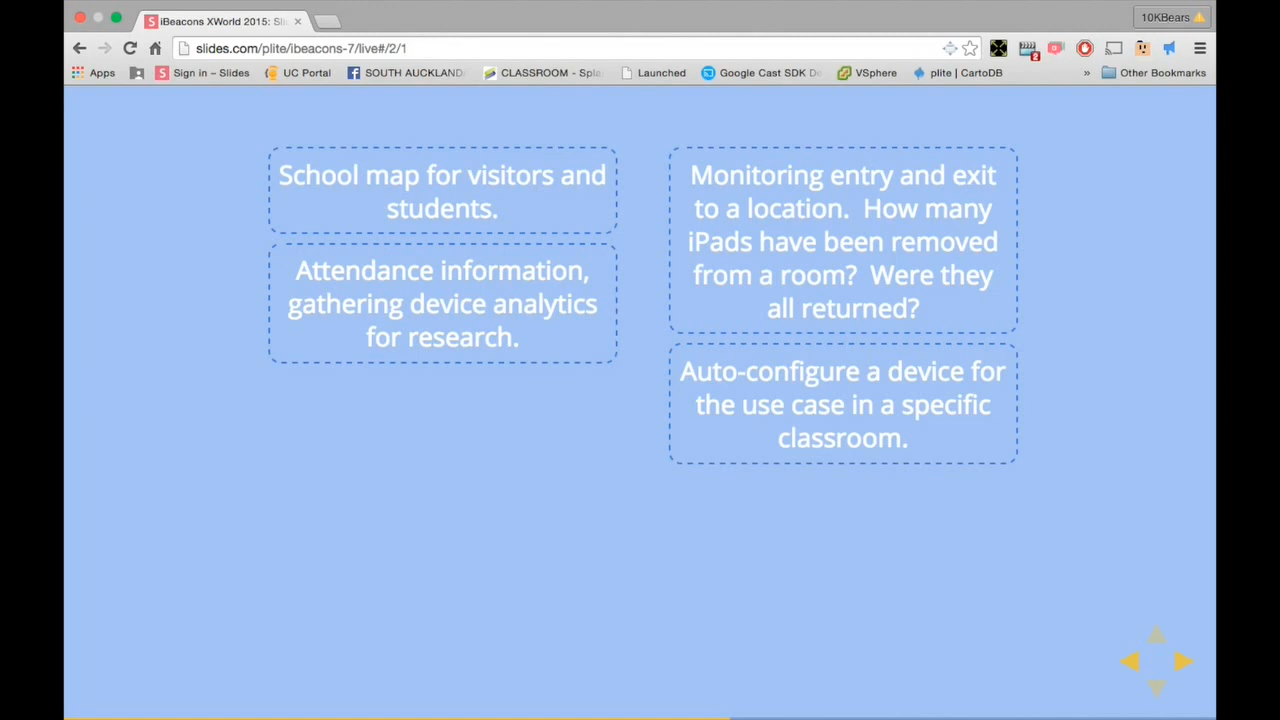 iBeacons XWorld 2015: Sli
10KBears
slides.com/plite/ibeacons-7/live#/2/1
2
Apps
Sign in – Slides
UC Portal
SOUTH AUCKLAND
CLASSROOM - Spla
Launched
Google Cast SDK De
VSphere
plite | CartoDB
»
Other Bookmarks
School map for visitors and
students.
Attendance information,
gathering device analytics
for research.
Monitoring entry and exit
to a location. How many
iPads have been removed
from a room? Were they
all returned?
Auto-configure a device for
the use case in a specific
classroom.